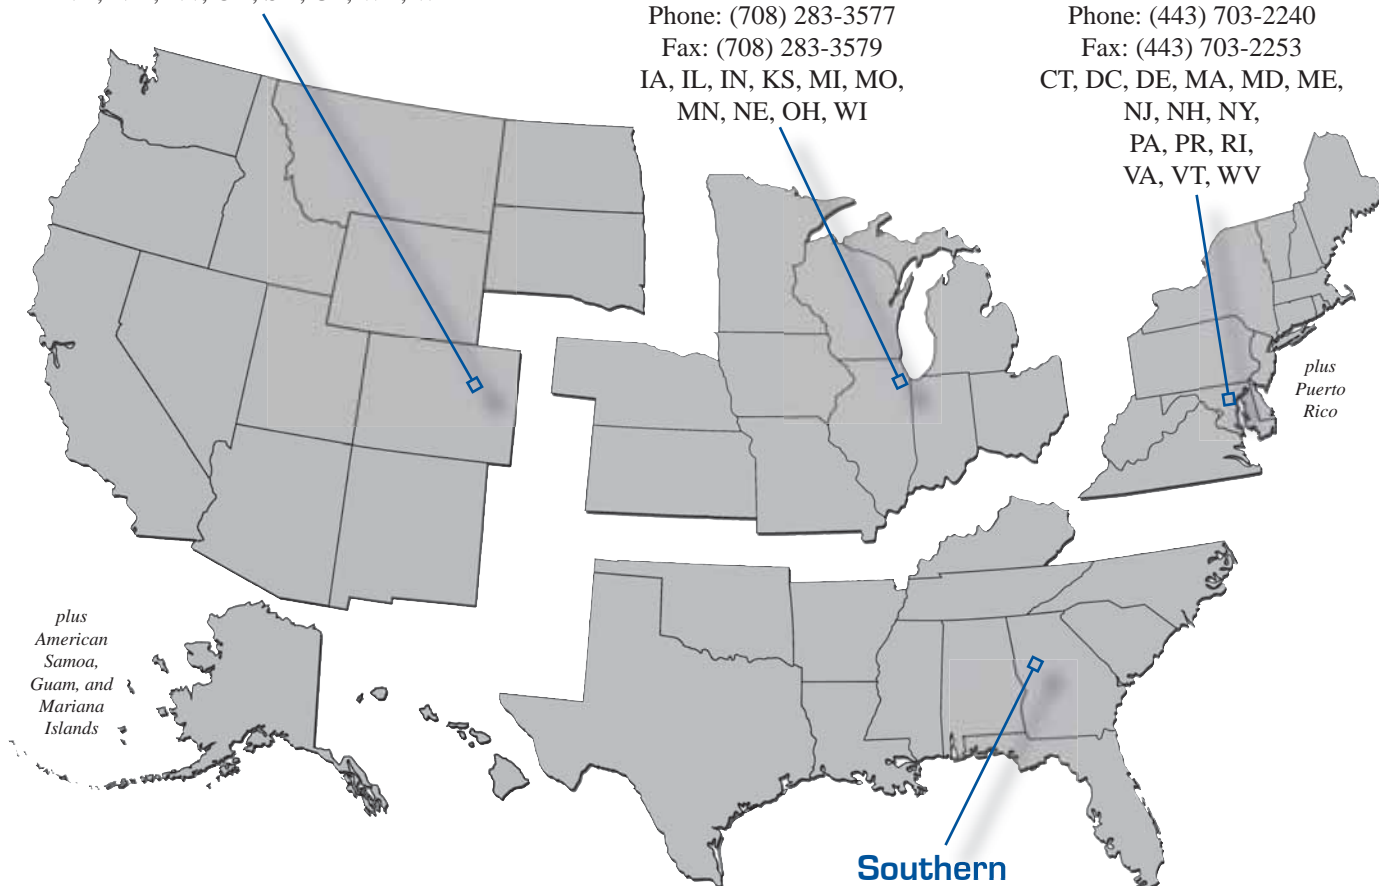 Phone: (708) 283-3577
Fax: (708) 283-3579
IA, IL, IN, KS, MI, MO,
MN, NE, OH, WI
Phone: (443) 703-2240
Fax: (443) 703-2253
CT, DC, DE, MA, MD, ME,
NJ, NH, NY,
PA, PR, RI,
VA, VT, WV
plus
Puerto
Rico
plus
American
Samoa,
Guam, and
Mariana
Islands
Southern